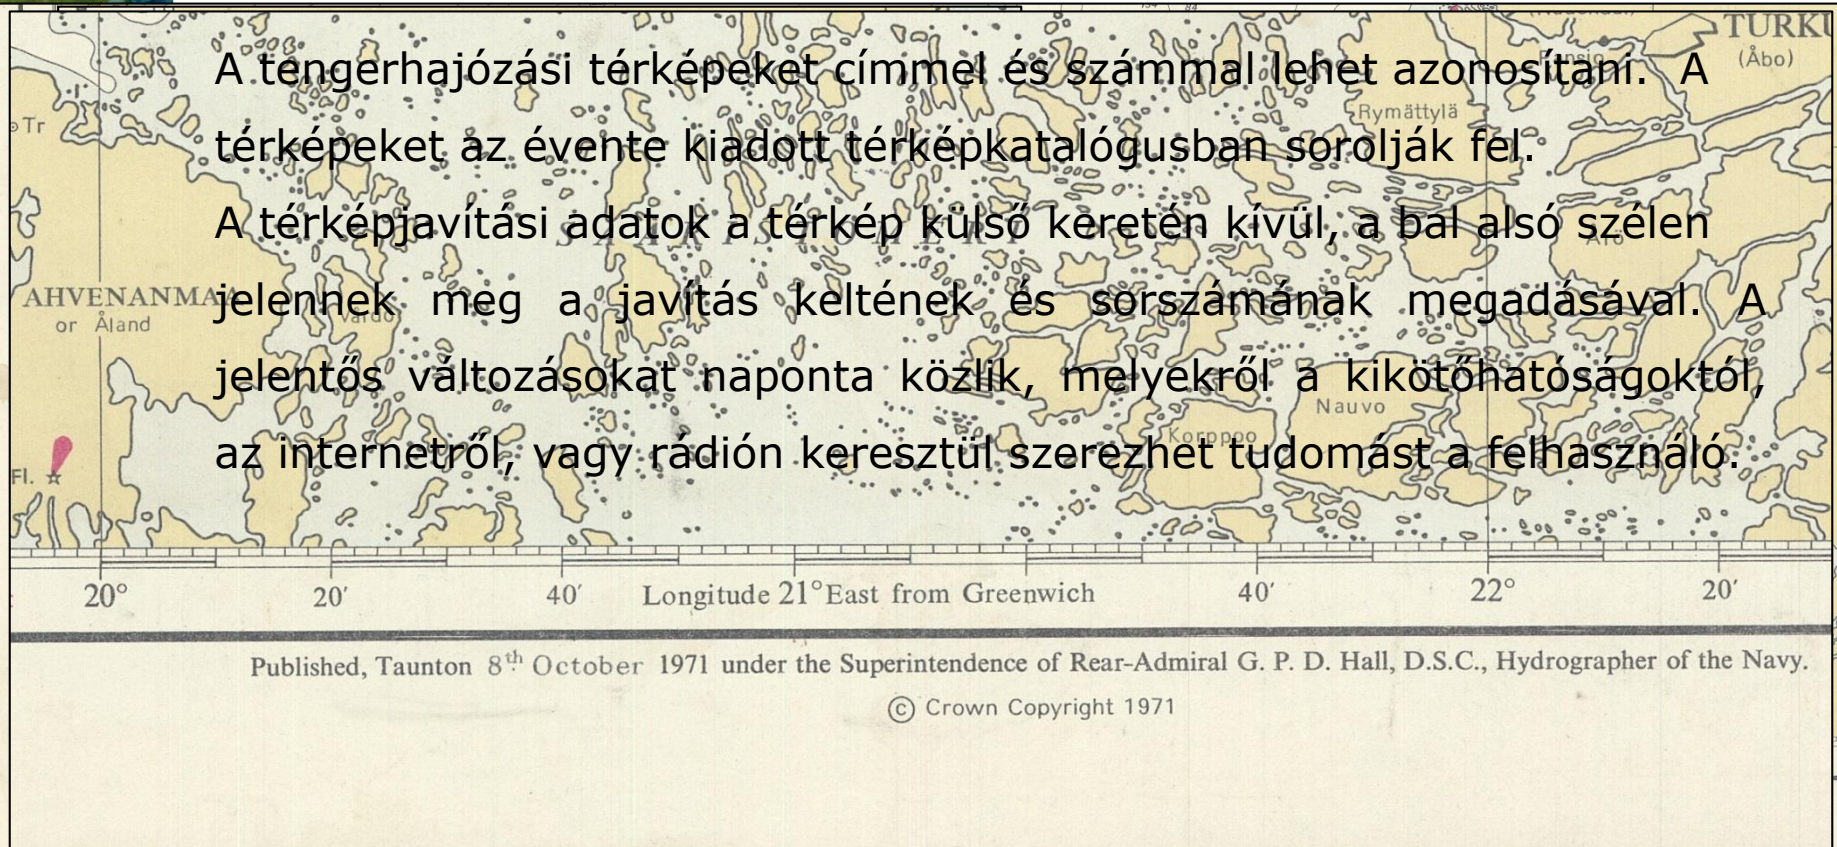 A tengerhajózási térképeket címmel és számmal lehet azonosítani. A
térképeket az évente kiadott térképkatalógusban sorolják fel.
A térképjavítási adatok a térkép külső keretén kívül, a bal alsó szélen
jelennek meg a javítás keltének és sorszámának megadásával. A
jelentős változásokat naponta közlik, melyekről a kikötőhatóságoktól,
az internetről, vagy rádión keresztül szerezhet tudomást a felhasználó.
TURKU
(Åbo)
Rymättylä
Tr
AHVENANMAA
or Åland
Vårdö
Nauvo
Korppoo
Fl.
20° 20′ 40′ Longitude 21° East from Greenwich 40′ 22° 20′
Published, Taunton 8th October 1971 under the Superintendence of Rear-Admiral G. P. D. Hall, D.S.C., Hydrographer of the Navy.
© Crown Copyright 1971